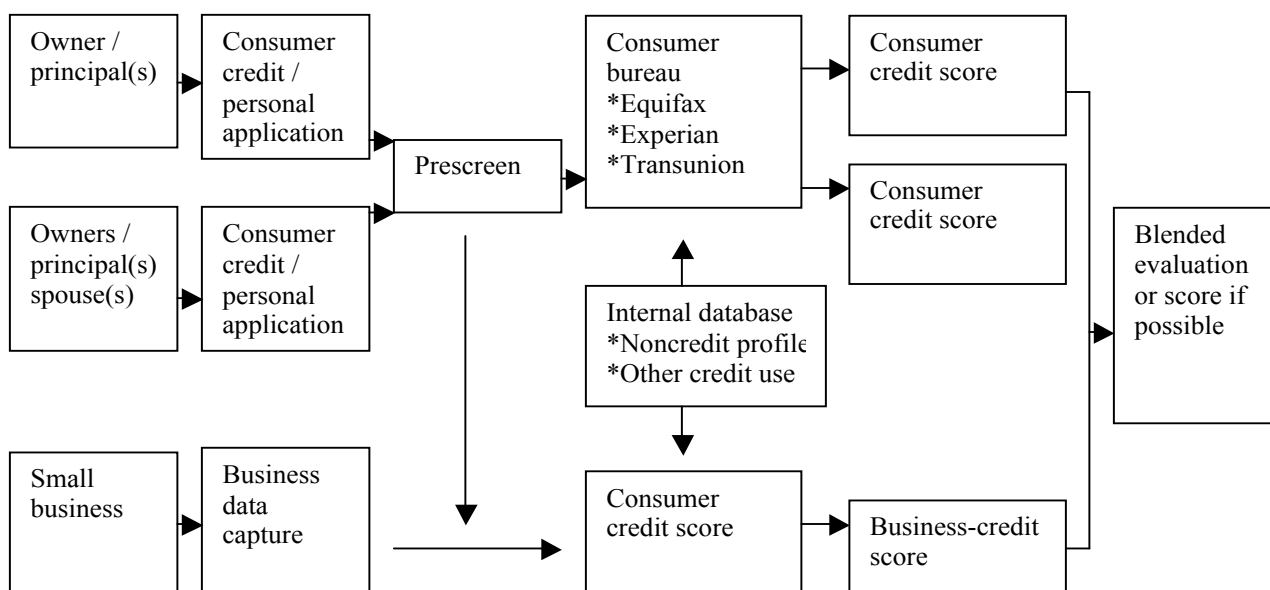 Owner /
principal(s)
Consumer
credit /
personal
application
Prescreen
Consumer
bureau
*Equifax
*Experian
*Transunion
Consumer
credit score
Consumer
credit score
Owners /
principal(s)
spouse(s)
Consumer
credit /
personal
application
Internal database
*Noncredit profile
*Other credit use
Blended
evaluation
or score if
possible
Small
business
Business
data
capture
Consumer
credit score
Business-credit
score